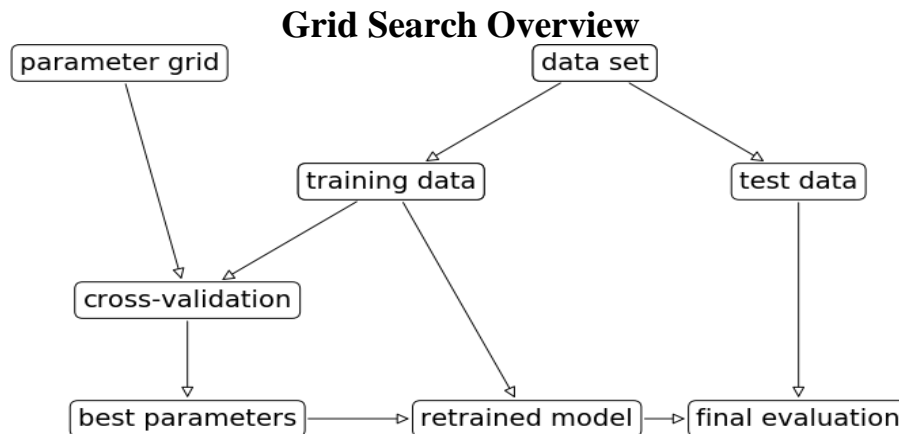 Grid Search Overview
parameter grid
data set
training data
test data
cross-validation
best parameters
retrained model
final evaluation